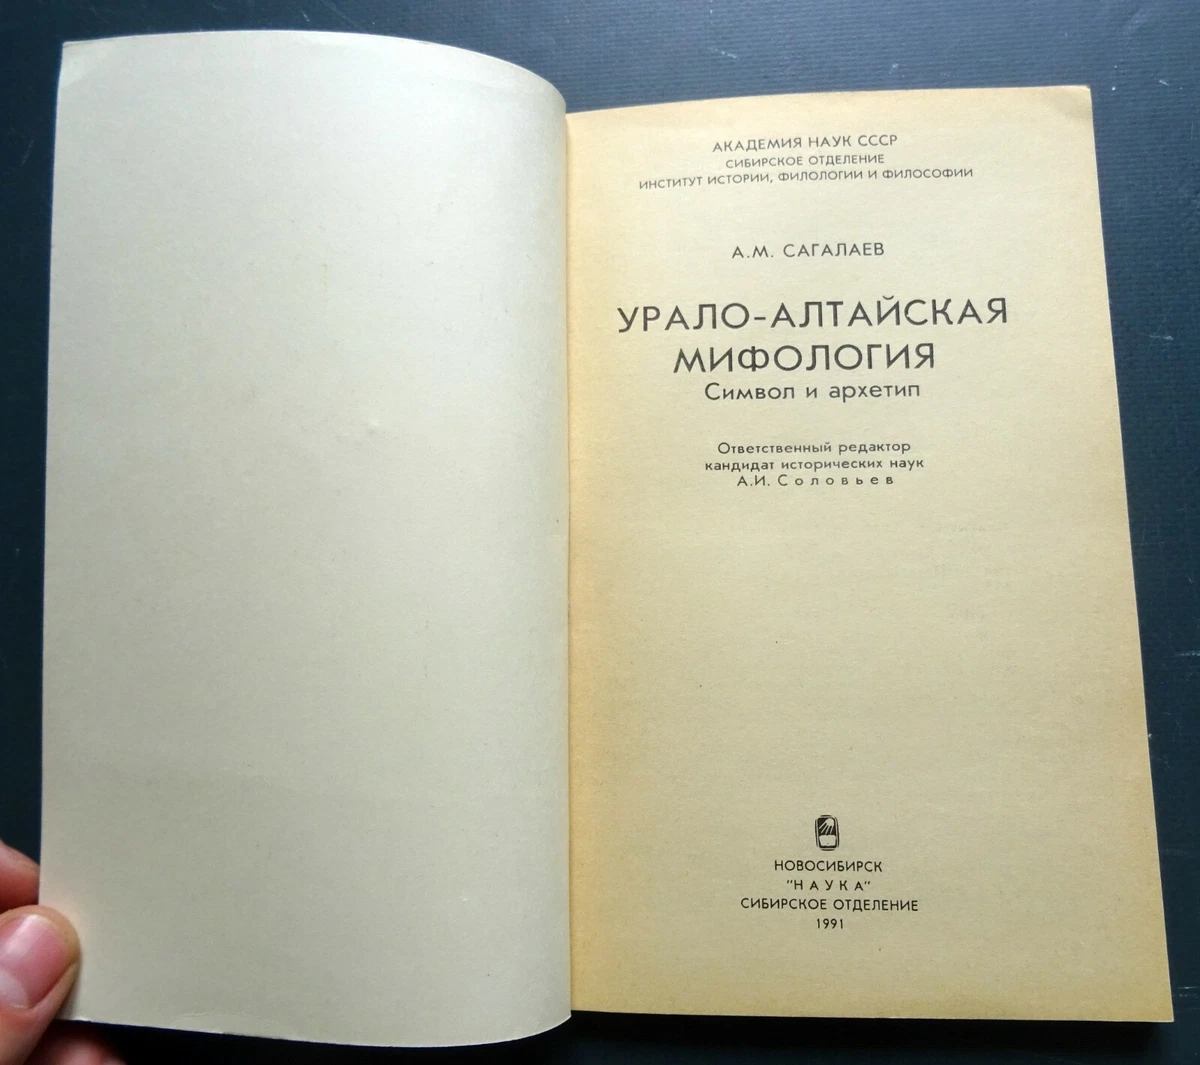 АКАДЕМИЯ НАУК СССР
СИБИРСКОЕ ОТДЕЛЕНИЕ
ИНСТИТУТ ИСТОРИИ, ФИЛОЛОГИИ И ФИЛОСОФИИ
А.М. САГАЛАЕВ
УРАЛО-АЛТАЙСКАЯ
МИФОЛОГИЯ
Символ и архетип
Ответственный редактор
кандидат исторических наук
А.И. Соловьев
НОВОСИБИРСК
"НАУКА"
СИБИРСКОЕ ОТДЕЛЕНИЕ
1991